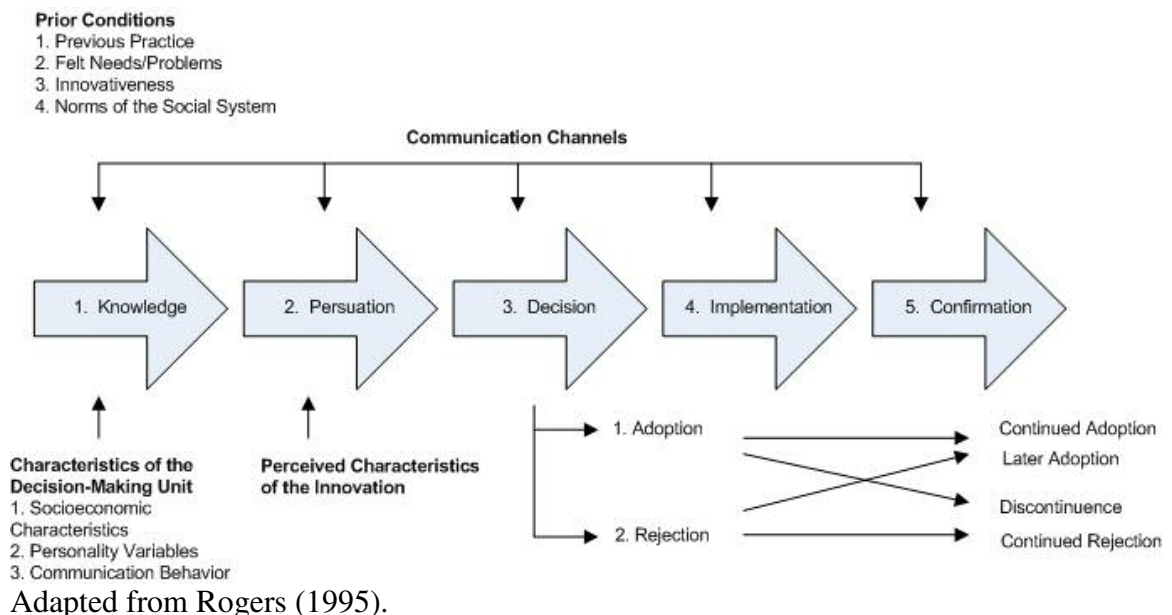 Prior Conditions
1. Previous Practice
2. Felt Needs/Problems
3. Innovativeness
4. Norms of the Social System
Communication Channels
1. Knowledge
2. Persuation
3. Decision
4. Implementation
5. Confirmation
Characteristics of the
Decision-Making Unit
1. Socioeconomic
Characteristics
2. Personality Variables
3. Communication Behavior
Perceived Characteristics
of the Innovation
1. Adoption
2. Rejection
Continued Adoption
Later Adoption
Discontinuence
Continued Rejection
Adapted from Rogers (1995).